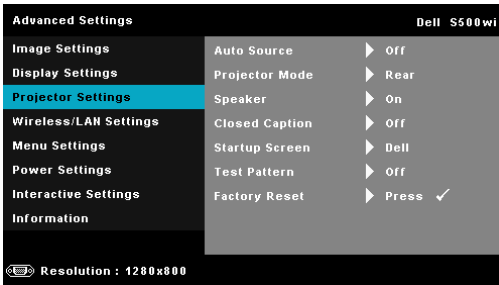 Advanced Settings Dell S500wi
Image Settings
Display Settings
Projector Settings
Wireless/LAN Settings
Menu Settings
Power Settings
Interactive Settings
Information
Auto Source Off
Projector Mode Rear
Speaker On
Closed Caption Off
Startup Screen Dell
Test Pattern Off
Factory Reset Press ✓
Resolution : 1280x800